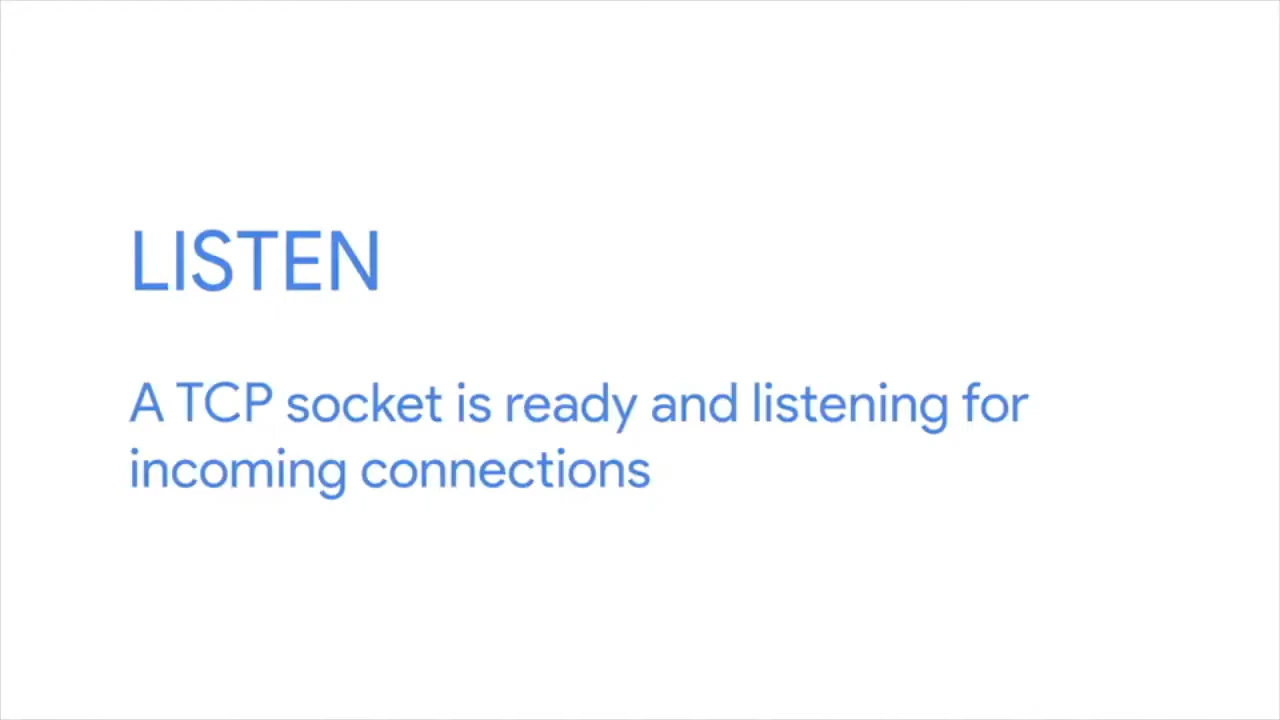 LISTEN
A TCP socket is ready and listening for
incoming connections